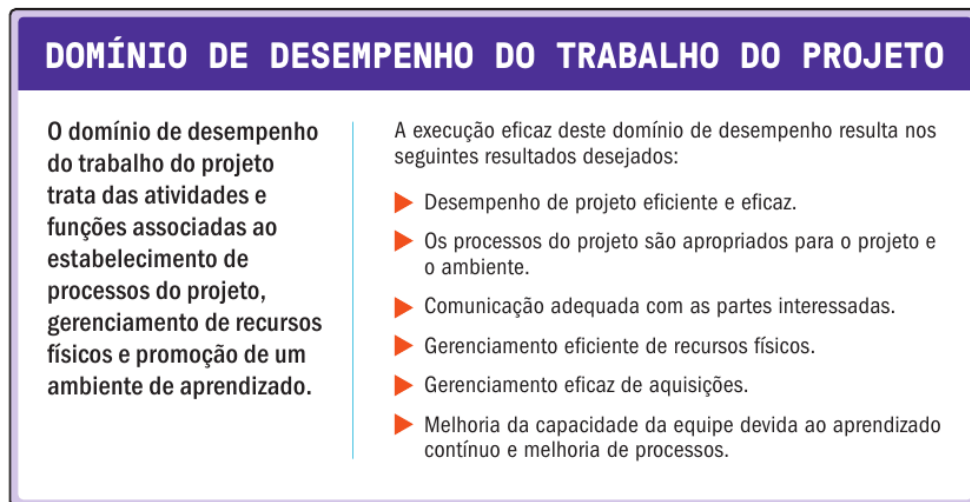 DOMÍNIO DE DESEMPENHO DO TRABALHO DO PROJETO
O domínio de desempenho
do trabalho do projeto
trata das atividades e
funções associadas ao
estabelecimento de
processos do projeto,
gerenciamento de recursos
físicos e promoção de um
ambiente de aprendizado.
A execução eficaz deste domínio de desempenho resulta nos
seguintes resultados desejados:
Desempenho de projeto eficiente e eficaz.
Os processos do projeto são apropriados para o projeto e
o ambiente.
Comunicação adequada com as partes interessadas.
Gerenciamento eficiente de recursos físicos.
Gerenciamento eficaz de aquisições.
Melhoria da capacidade da equipe devida ao aprendizado
contínuo e melhoria de processos.